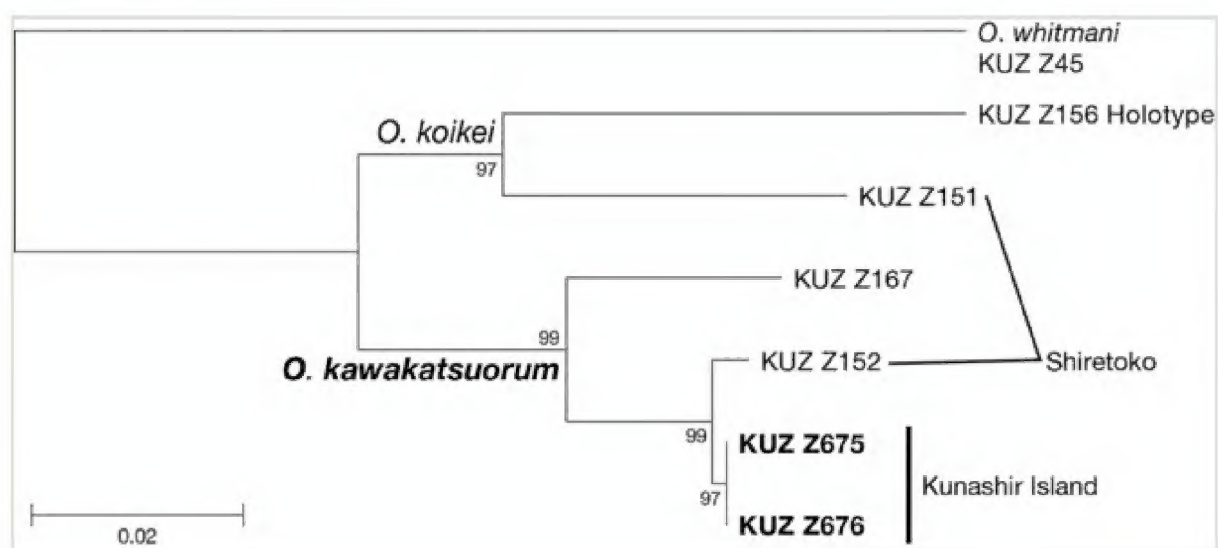 O. whitmani
KUZ Z45
KUZ Z156 Holotype
O. koikei
97
KUZ Z151
KUZ Z167
99
O. kawakatsuorum
KUZ Z152
Shiretoko
99
KUZ Z675
Kunashir Island
97
KUZ Z676
0.02